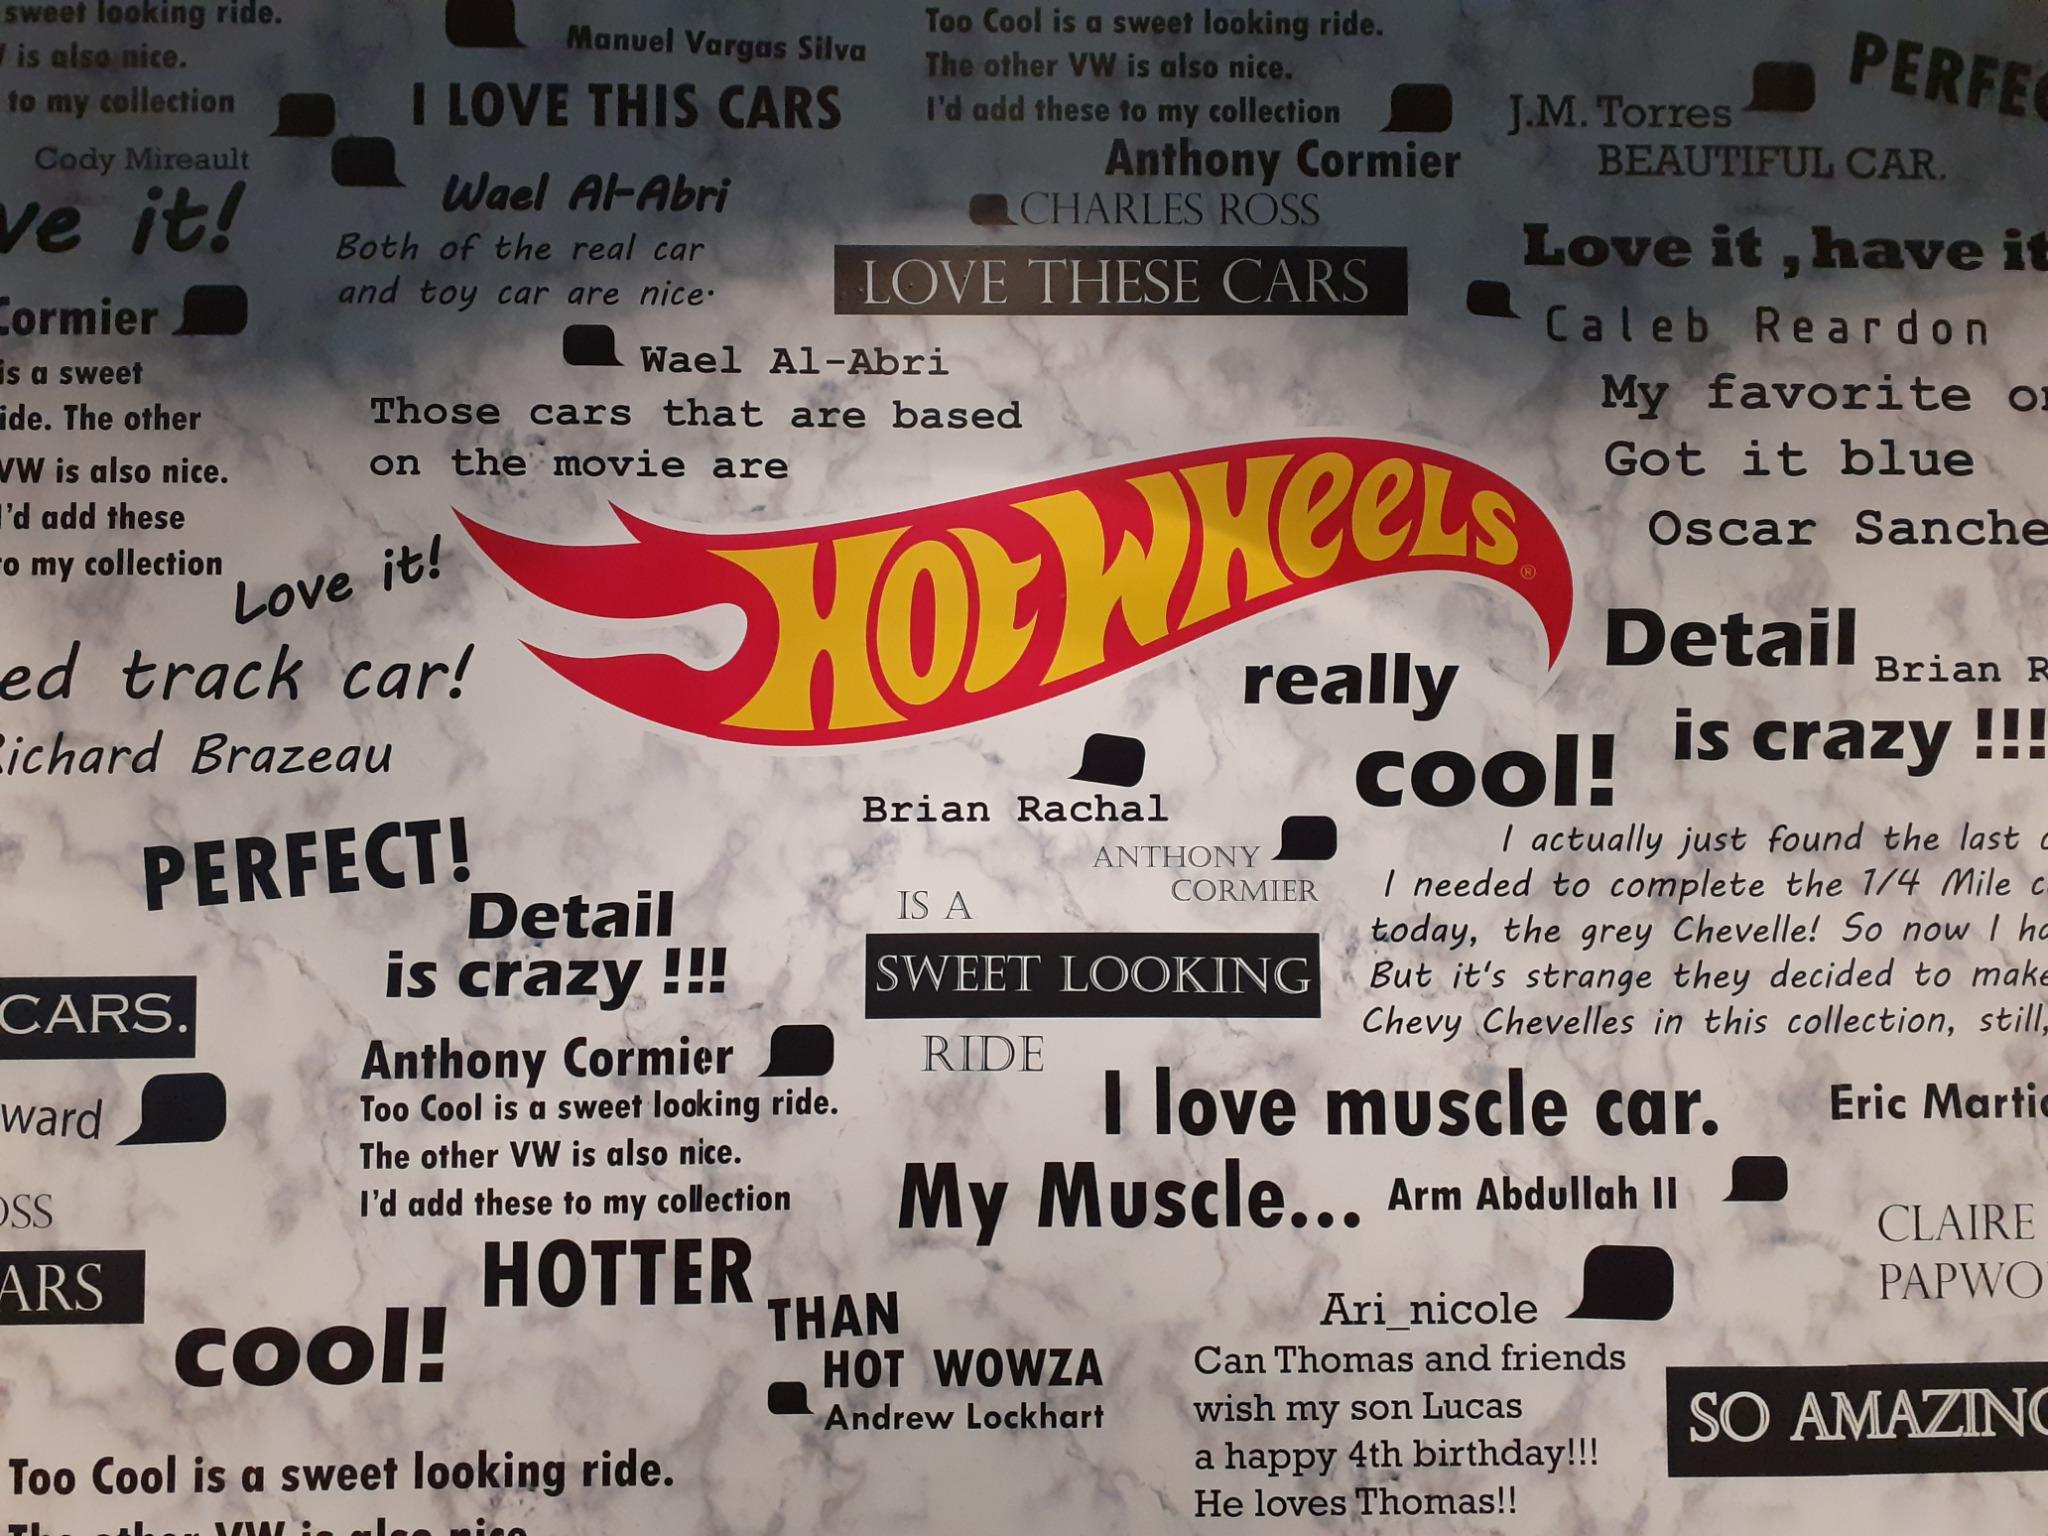 sweet looking ride.
is also nice.
to my collection
Cody Mireault
it!
Cormier
is a sweet
The other
VW is also nice.
I'd add these
to my collection
Love it!
track car!
Richard Brazeau
Manuel Vargas Silva
I LOVE THIS CARS
Wael Al-Abri
Both of the real car
and toy car are nice.
Wael Al-Abri
Those cars that are based
on the movie are
Too Cool is a sweet looking ride.
The other VW is also nice.
I'd add these to my collection
Anthony Cormier
CHARLES ROSS
LOVE THESE CARS
J.M. Torres
BEAUTIFUL CAR.
Love it , have it
Caleb Reardon
My favorite
Got it blue
Oscar
HOT WHEELS®
really
cool!
Detail
Brian
is crazy !!!
Brian Rachal
ANTHONY
CORMIER
IS A
SWEET LOOKING
RIDE
I actually just found the last
I needed to complete the 1/4 Mile
today, the grey Chevelle! So now I
But it's strange they decided to make
Chevy Chevelles in this collection, still,
PERFECT!
Detail
is crazy !!!
CARS.
Anthony Cormier
Too Cool is a sweet looking ride.
The other VW is also nice.
I'd add these to my collection
I love muscle car.
Eric
My Muscle...
Arm Abdullah II
CLAIRE
HOTTER
THAN
HOT WOWZA
Andrew Lockhart
cool!
Ari_nicole
Can Thomas and friends
wish my son Lucas
a happy 4th birthday!!!
He loves Thomas!!
SO AMAZING
Too Cool is a sweet looking ride.
The other VW is also nice.